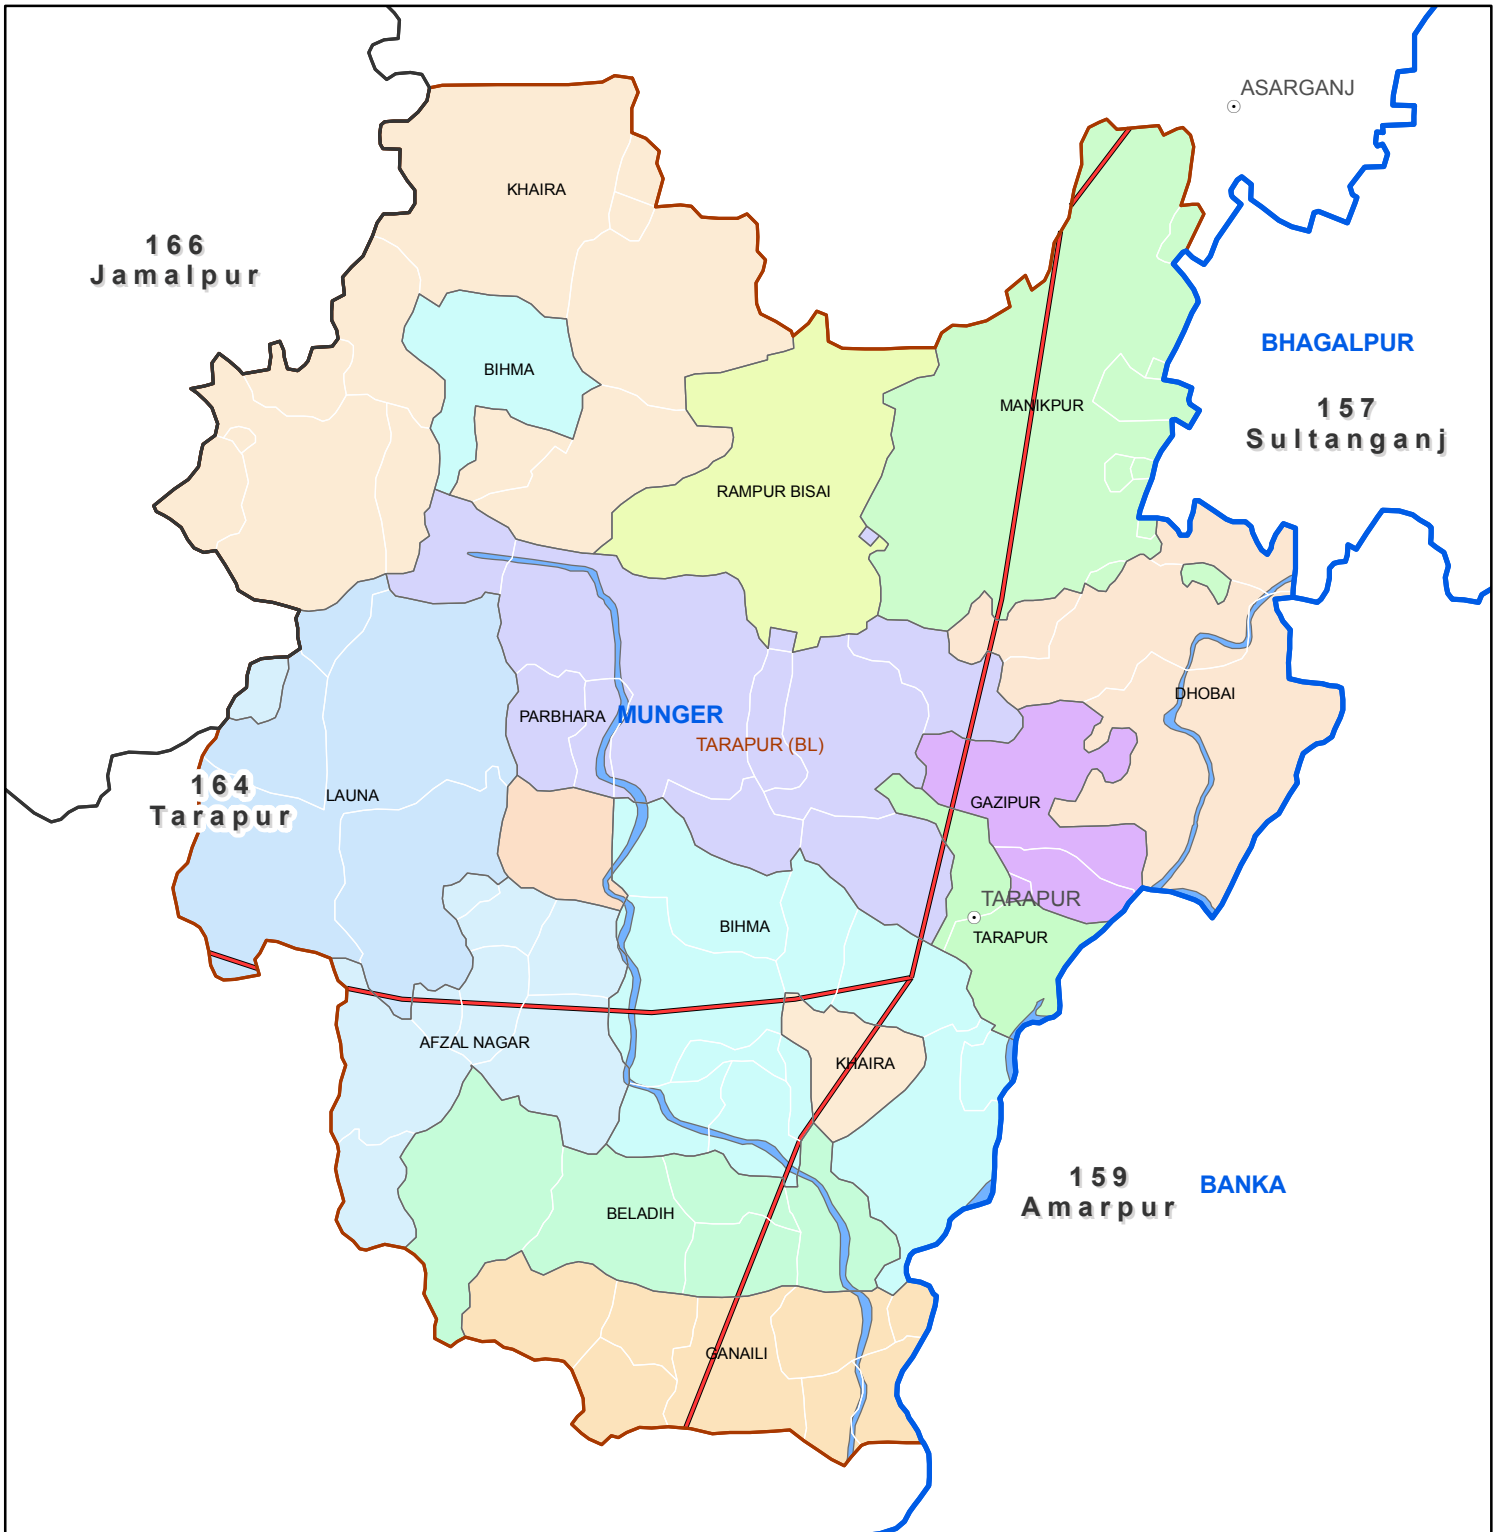 ASARGANJ
KHAIRA
166
Jamalpur
BHAGALPUR
BIHMA
MANIKPUR
157
Sultanganj
RAMPUR BISAI
DHOBAI
PARBHARA
MUNGER
TARAPUR (BL)
164
Tarapur
LAUNA
GAZIPUR
TARAPUR
BIHMA
TARAPUR
AFZAL NAGAR
KHAIRA
159
Amarpur
BANKA
BELADIH
GANAILI